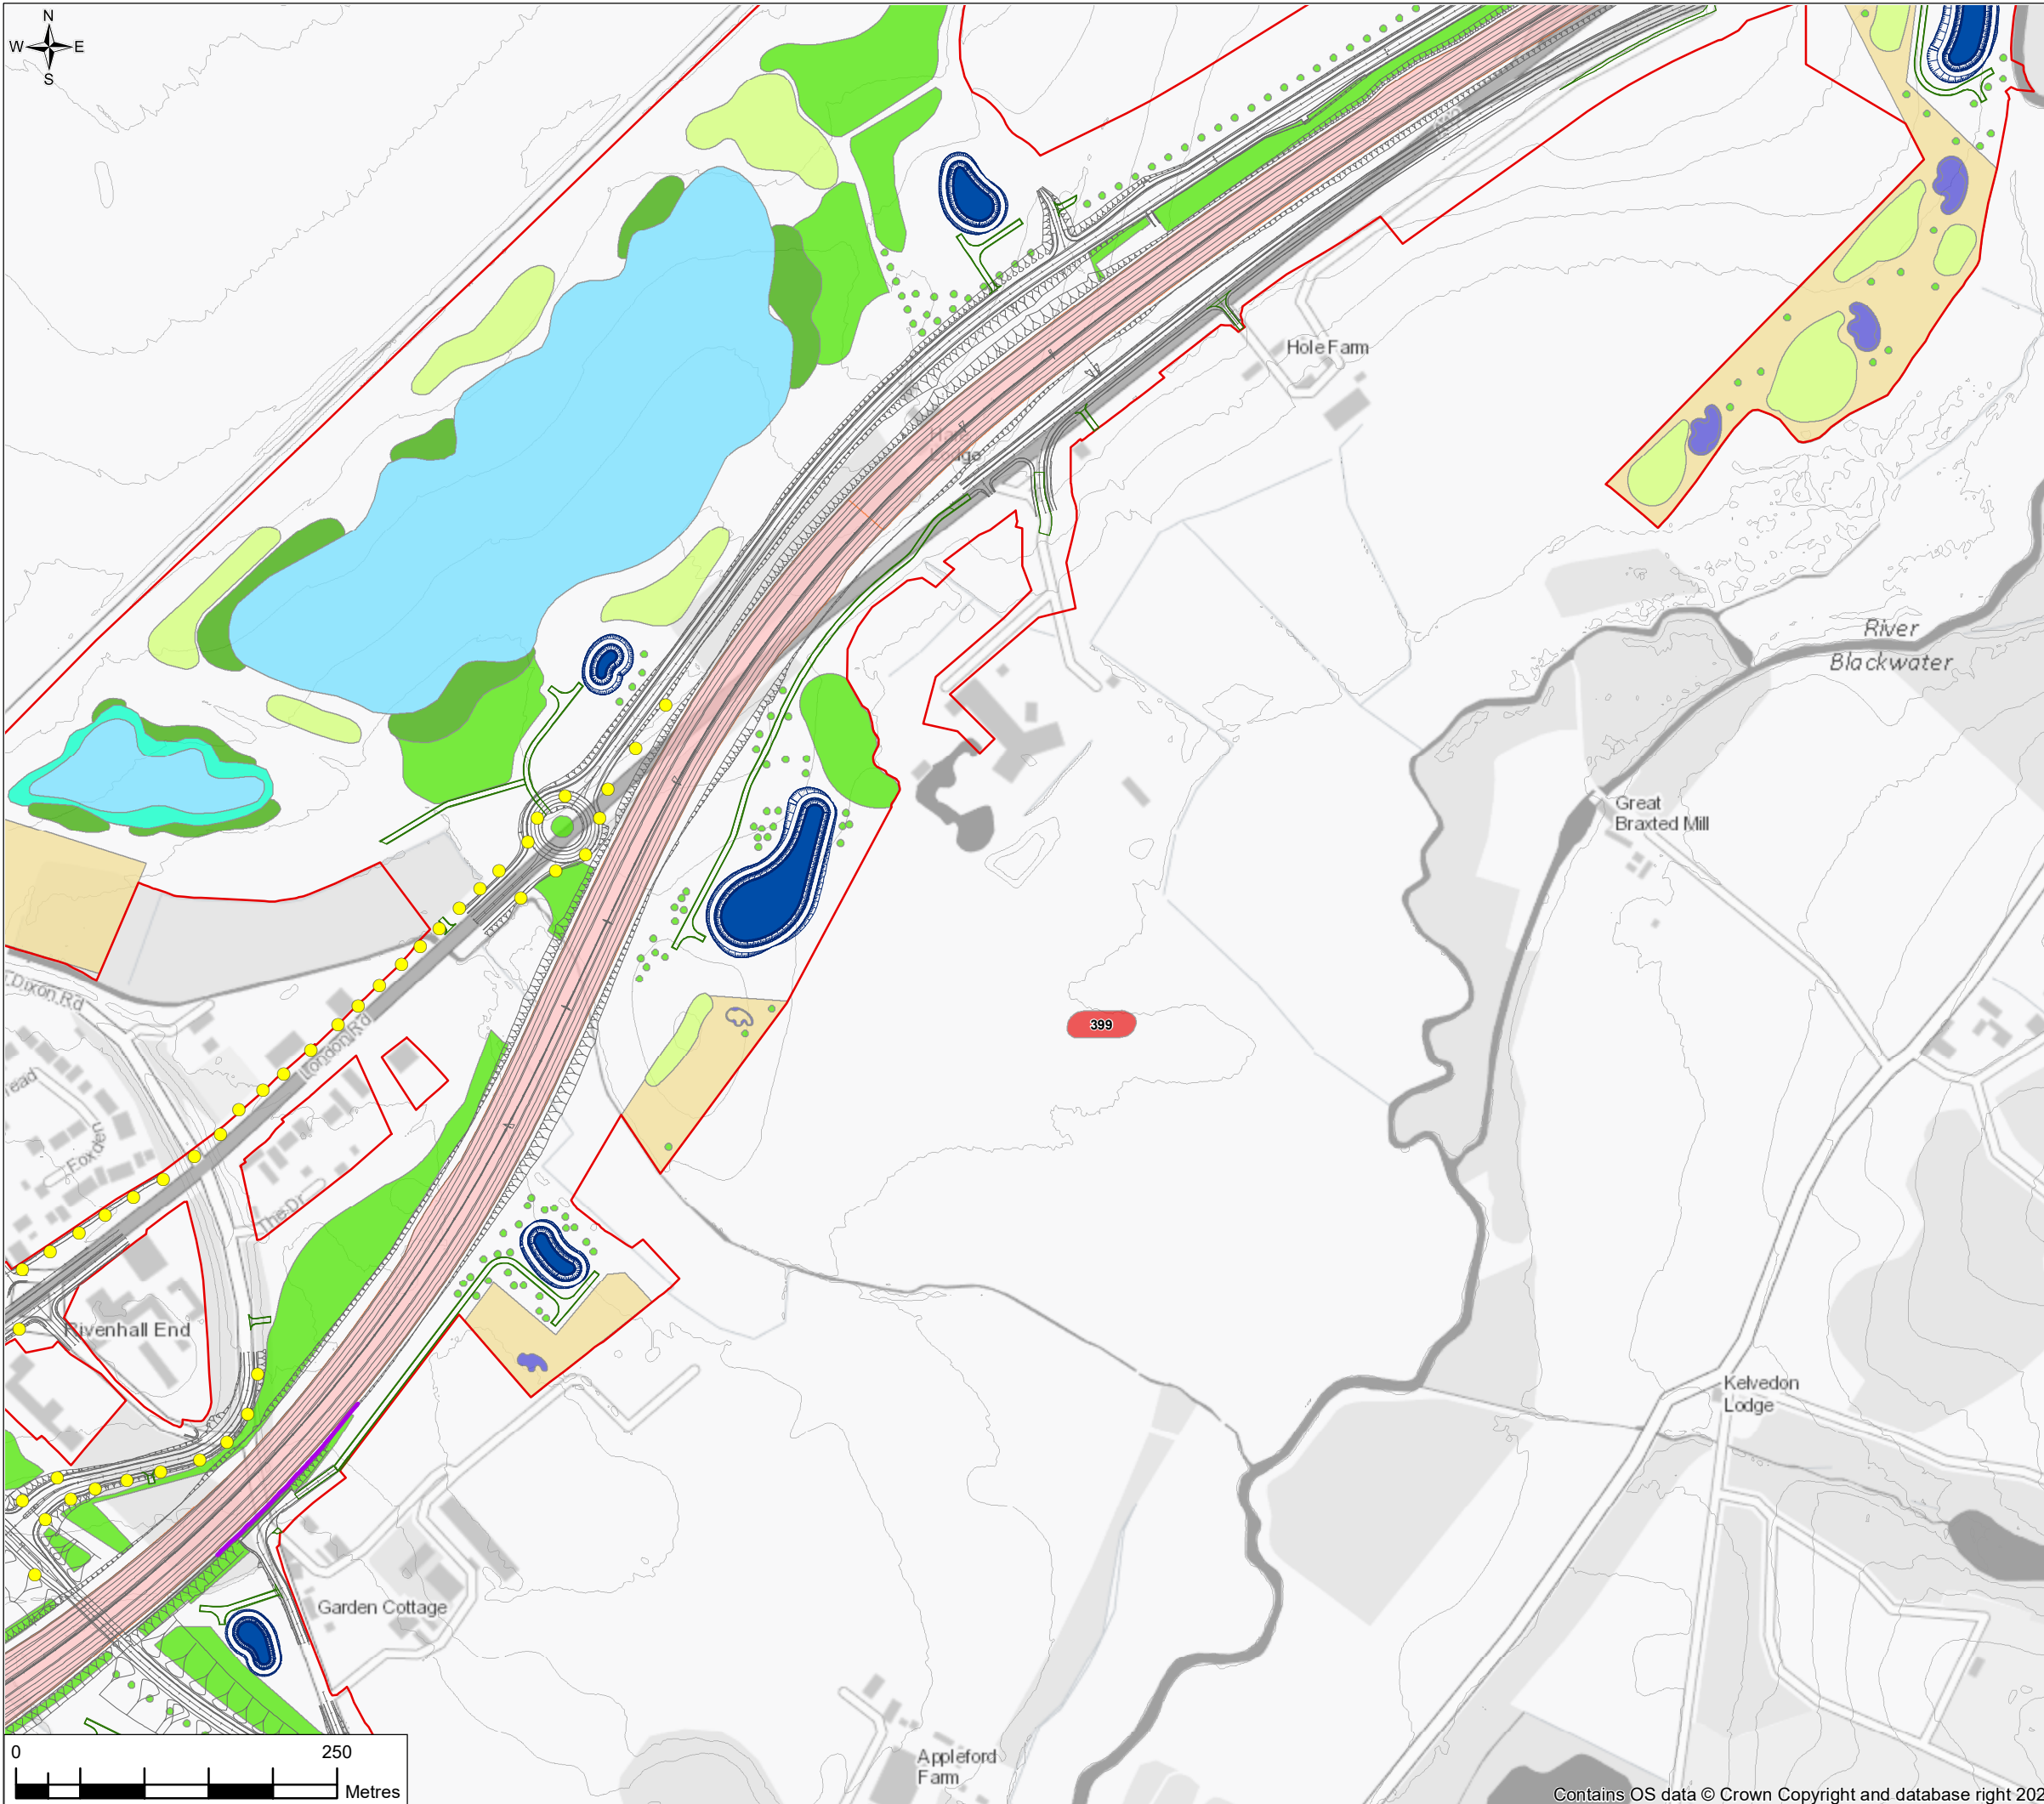 N
W E
S
Hole Farm
Lodge
River
Blackwater
Great
Braxted Mill
Dixon Rd
399
London Rd
Foxden
The Dr
Rivenhall End
Kelvedon
Lodge
Garden Cottage
Appleford
Farm
0 250
Metres
Contains OS data © Crown Copyright and database right